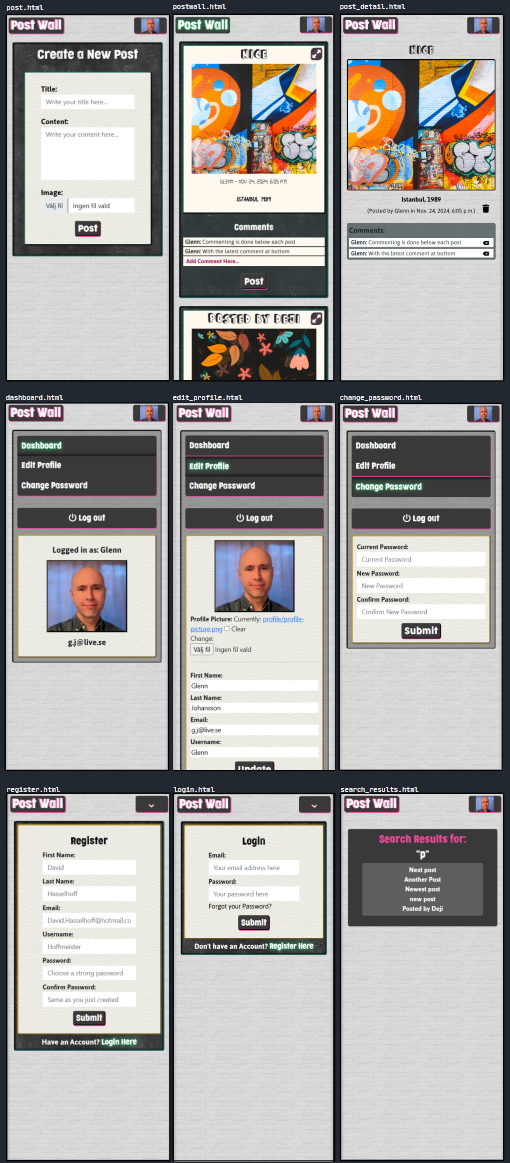 post.html
Post Wall
Create a New Post
Title:
Write your title here...
Content:
Write your content here...
Image:
Välj fil Ingen fil vald
Post
postwall.html
Post Wall
NICE
GLENN - NOV. 24, 2024, 6:05 P.M.
ISTANBUL, 1989
Comments
Glenn: Commenting is done below each post
Glenn: With the latest comment at bottom
Add Comment Here...
Post
POSTED BY DEJI
post_detail.html
Post Wall
NICE
Istanbul, 1989
(Posted by Glenn in Nov. 24, 2024, 6:05 p.m.)
Comments:
Glenn: Commenting is done below each post
Glenn: With the latest comment at bottom
dashboard.html
Post Wall
Dashboard
Edit Profile
Change Password
Log out
Logged in as: Glenn
g.j@live.se
edit_profile.html
Post Wall
Dashboard
Edit Profile
Change Password
Log out
Profile Picture: Currently: profile/profile-
picture.png Clear
Change:
Välj fil Ingen fil vald
First Name:
Glenn
Last Name:
Johansson
Email:
g.j@live.se
Username:
Glenn
Update
change_password.html
Post Wall
Dashboard
Edit Profile
Change Password
Log out
Current Password:
Current Password
New Password:
New Password
Confirm Password:
Confirm New Password
Submit
register.html
Post Wall
Register
First Name:
David
Last Name:
Hasselhoff
Email:
David.Hasselhoff@hotmail.co
Username:
Hoffmeister
Password:
Choose a strong password
Confirm Password:
Same as you just created
Submit
Have an Account? Login Here
login.html
Post Wall
Login
Email:
Your email address here
Password:
Your password here
Forgot your Password?
Submit
Don't have an Account? Register Here
search_results.html
Post Wall
Search Results for:
"p"
Next post
Another Post
Newest post
new post
Posted by Deji